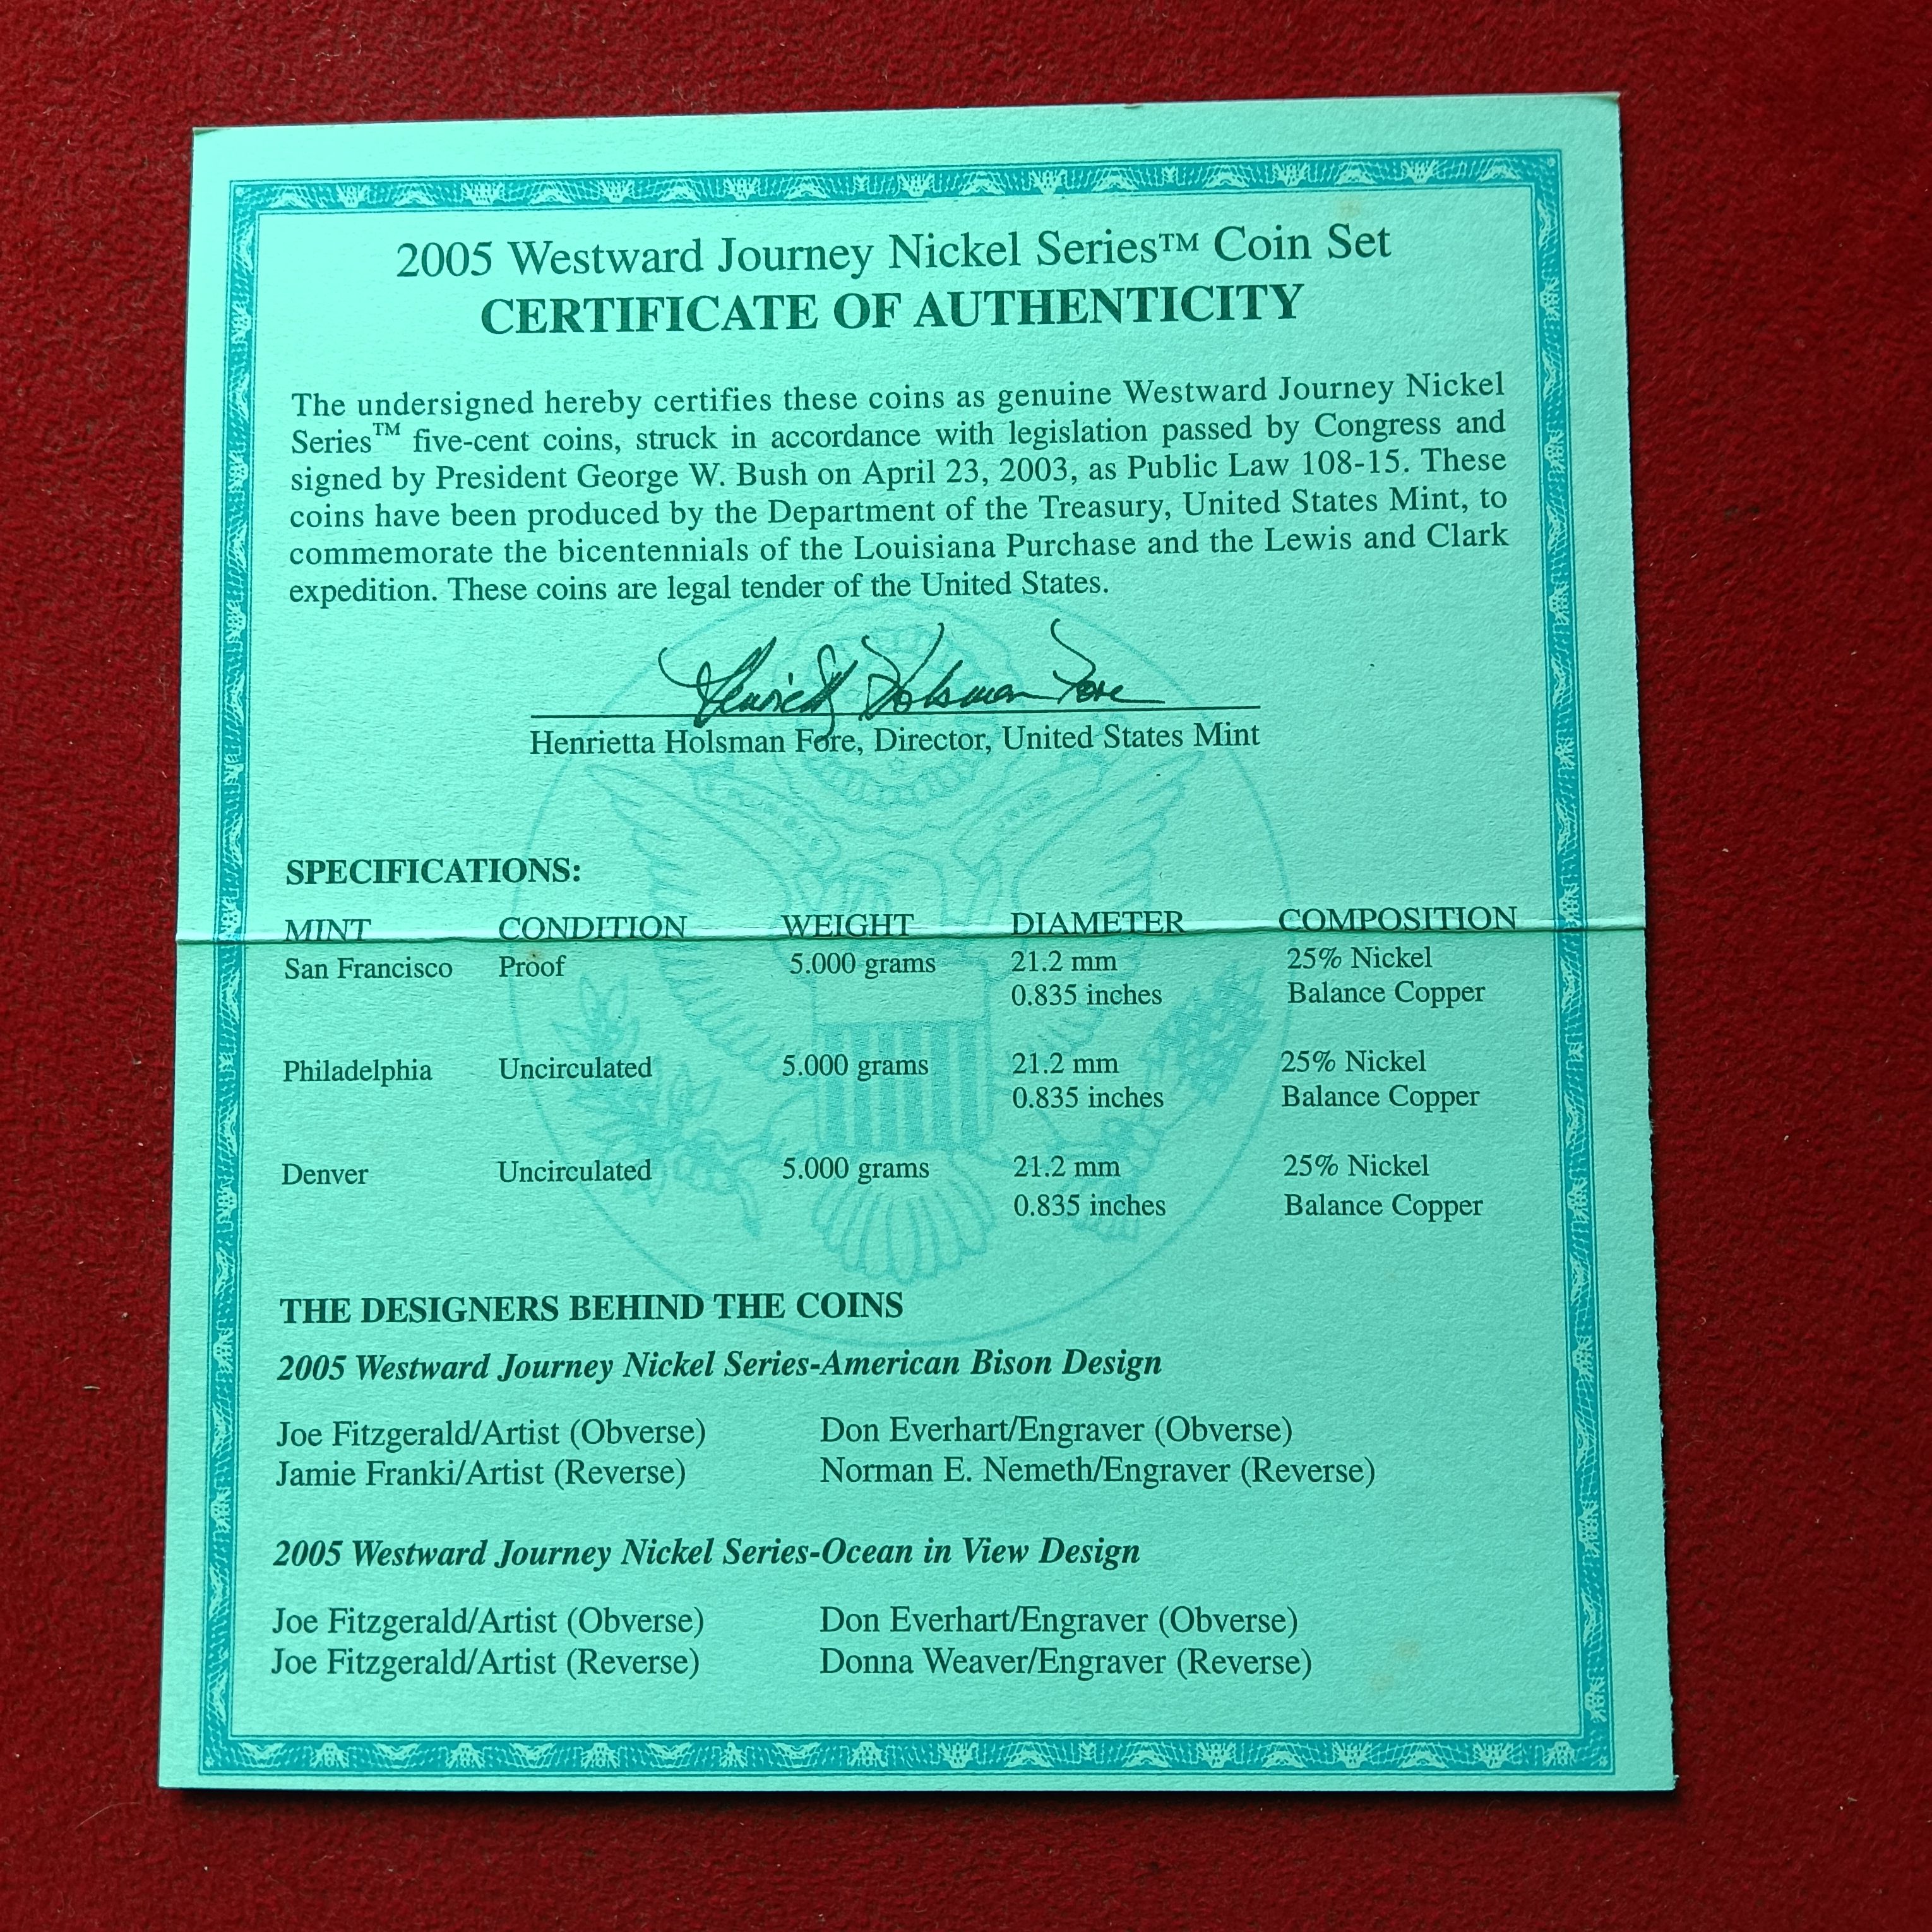 2005 Westward Journey Nickel Series™ Coin Set
CERTIFICATE OF AUTHENTICITY
The undersigned hereby certifies these coins as genuine Westward Journey Nickel
Series™ five-cent coins, struck in accordance with legislation passed by Congress and
signed by President George W. Bush on April 23, 2003, as Public Law 108-15. These
coins have been produced by the Department of the Treasury, United States Mint, to
commemorate the bicentennials of the Louisiana Purchase and the Lewis and Clark
expedition. These coins are legal tender of the United States.
Henrietta Holsman Fore
Henrietta Holsman Fore, Director, United States Mint
SPECIFICATIONS:
MINT CONDITION WEIGHT DIAMETER COMPOSITION
San Francisco Proof 5.000 grams 21.2 mm 25% Nickel
0.835 inches Balance Copper
Philadelphia Uncirculated 5.000 grams 21.2 mm 25% Nickel
0.835 inches Balance Copper
Denver Uncirculated 5.000 grams 21.2 mm 25% Nickel
0.835 inches Balance Copper
THE DESIGNERS BEHIND THE COINS
2005 Westward Journey Nickel Series-American Bison Design
Joe Fitzgerald/Artist (Obverse) Don Everhart/Engraver (Obverse)
Jamie Franki/Artist (Reverse) Norman E. Nemeth/Engraver (Reverse)
2005 Westward Journey Nickel Series-Ocean in View Design
Joe Fitzgerald/Artist (Obverse) Don Everhart/Engraver (Obverse)
Joe Fitzgerald/Artist (Reverse) Donna Weaver/Engraver (Reverse)